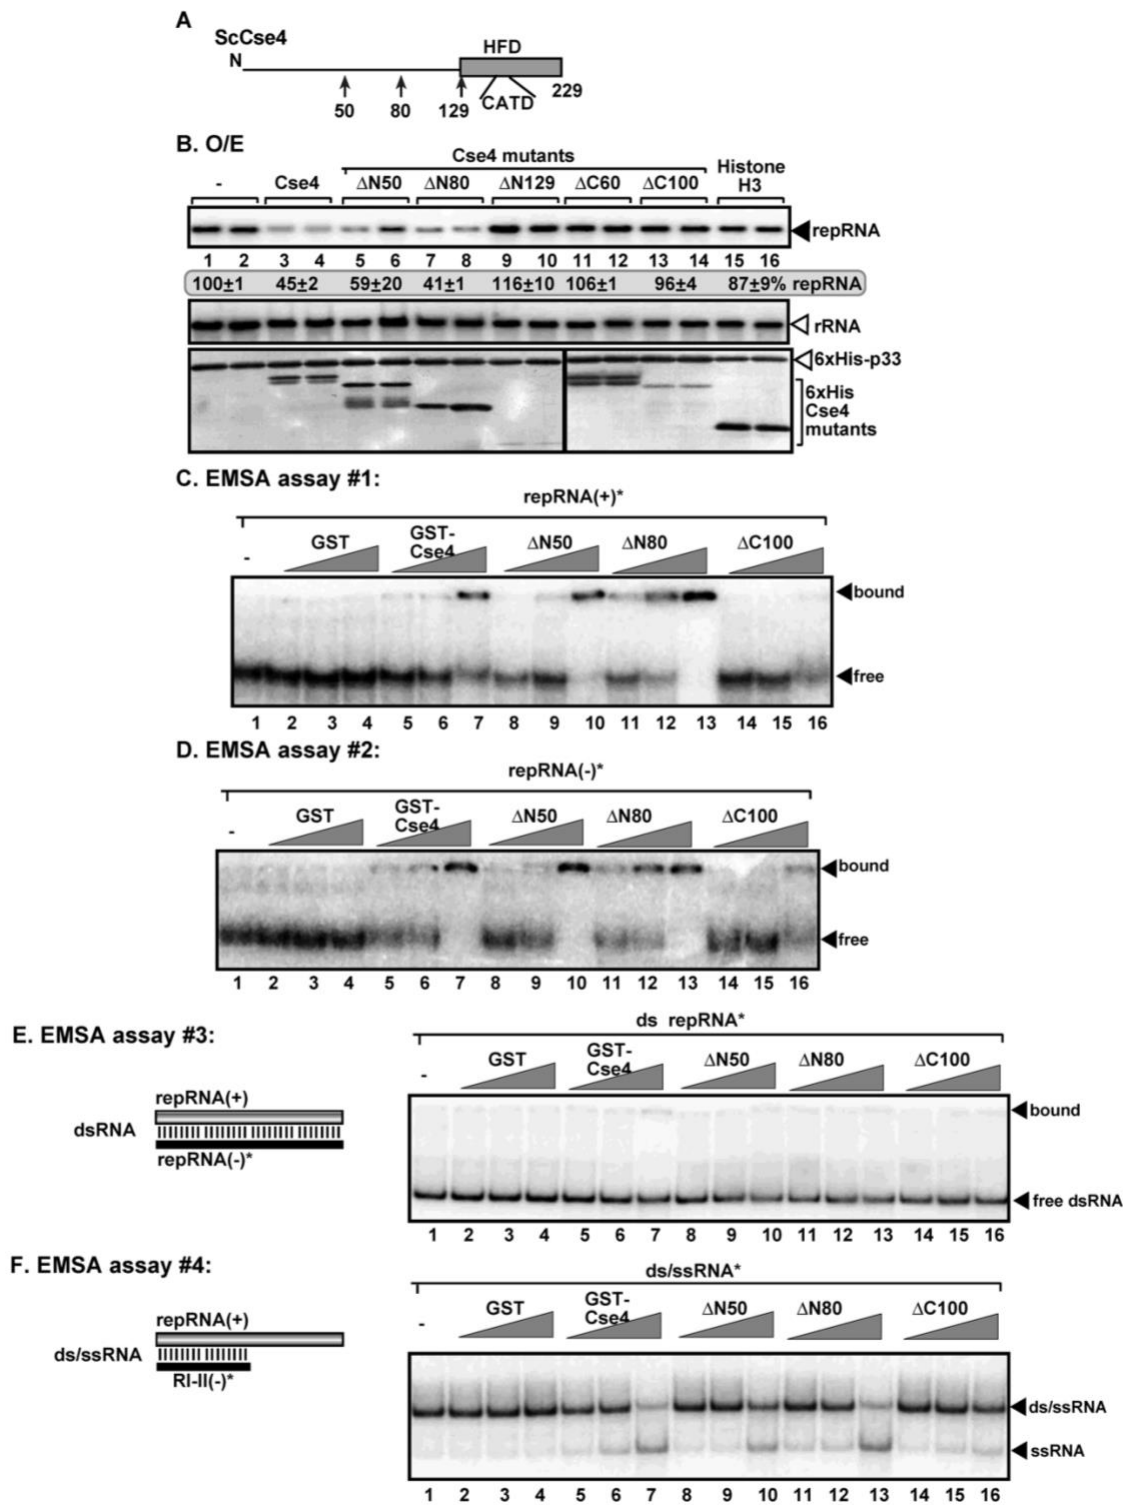 A
ScCse4
N
HFD
50
80
129
CATD
229
B. O/E
Cse4 mutants
- Cse4 ΔN50 ΔN80 ΔN129 ΔC60 ΔC100 Histone H3
repRNA
1 2 3 4 5 6 7 8 9 10 11 12 13 14 15 16
100±1 45±2 59±20 41±1 116±10 106±1 96±4 87±9% repRNA
rRNA
6xHis-p33
6xHis
Cse4
mutants
C. EMSA assay #1:
repRNA(+)*
- GST GST-Cse4 ΔN50 ΔN80 ΔC100
bound
free
1 2 3 4 5 6 7 8 9 10 11 12 13 14 15 16
D. EMSA assay #2:
repRNA(-)*
- GST GST-Cse4 ΔN50 ΔN80 ΔC100
bound
free
1 2 3 4 5 6 7 8 9 10 11 12 13 14 15 16
E. EMSA assay #3:
ds repRNA*
- GST GST-Cse4 ΔN50 ΔN80 ΔC100
repRNA(+)
dsRNA
repRNA(-)*
bound
free dsRNA
1 2 3 4 5 6 7 8 9 10 11 12 13 14 15 16
F. EMSA assay #4:
ds/ssRNA*
- GST GST-Cse4 ΔN50 ΔN80 ΔC100
repRNA(+)
ds/ssRNA
RI-II(-)*
ds/ssRNA
ssRNA
1 2 3 4 5 6 7 8 9 10 11 12 13 14 15 16